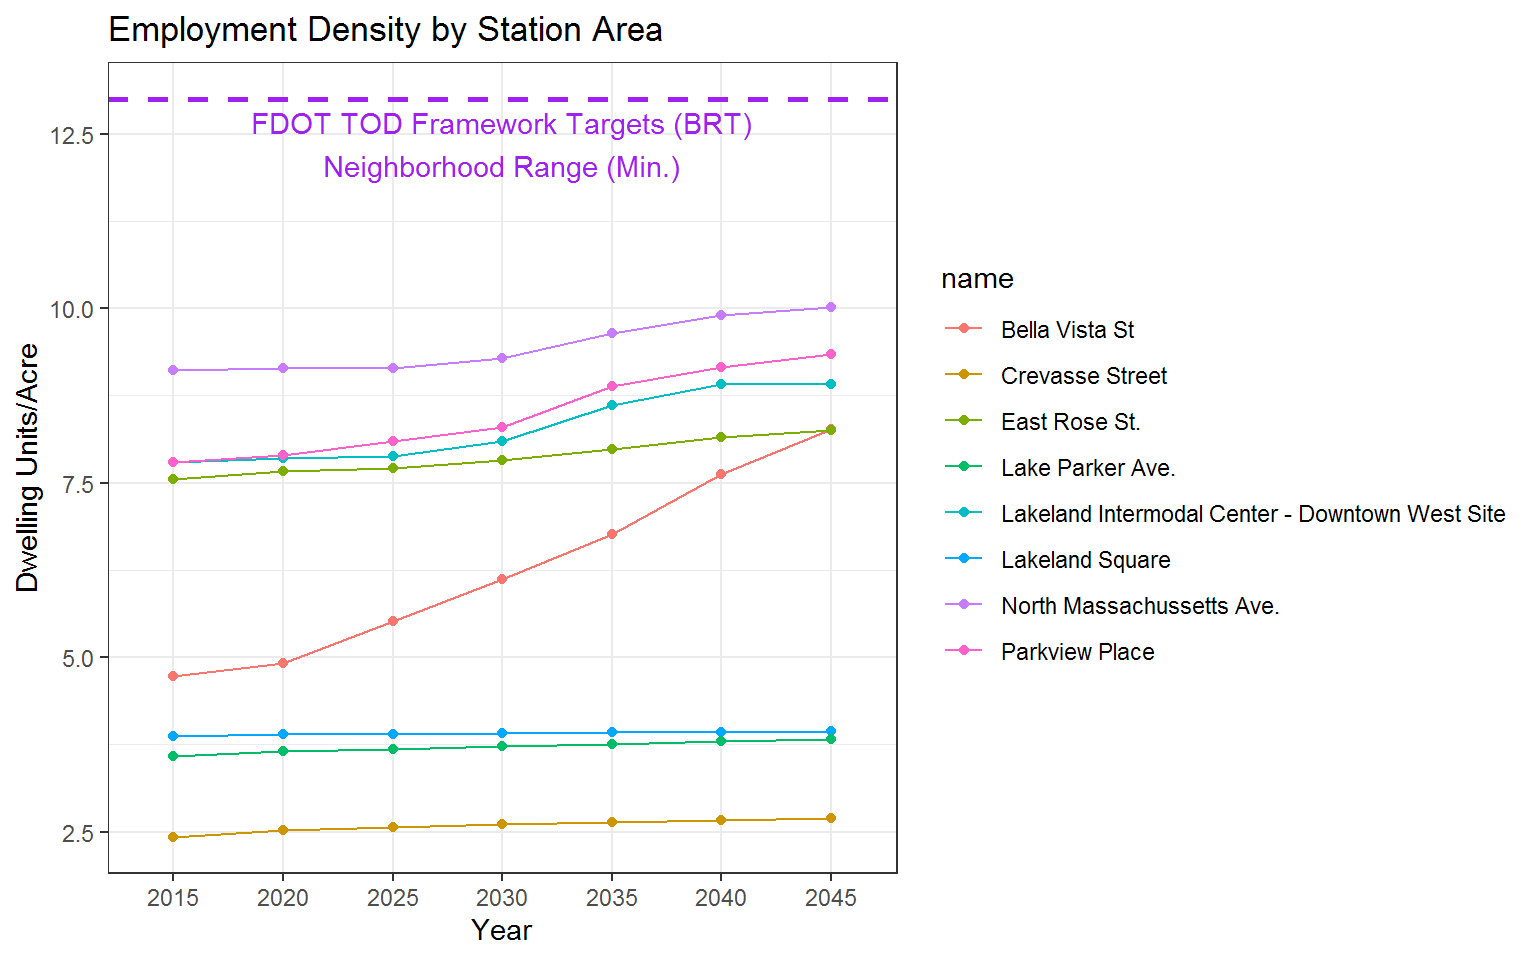 Employment Density by Station Area
FDOT TOD Framework Targets (BRT)
Neighborhood Range (Min.)
Dwelling Units/Acre
12.5
10.0
7.5
5.0
2.5
2015 2020 2025 2030 2035 2040 2045
Year
name
Bella Vista St
Crevasse Street
East Rose St.
Lake Parker Ave.
Lakeland Intermodal Center - Downtown West Site
Lakeland Square
North Massachussetts Ave.
Parkview Place